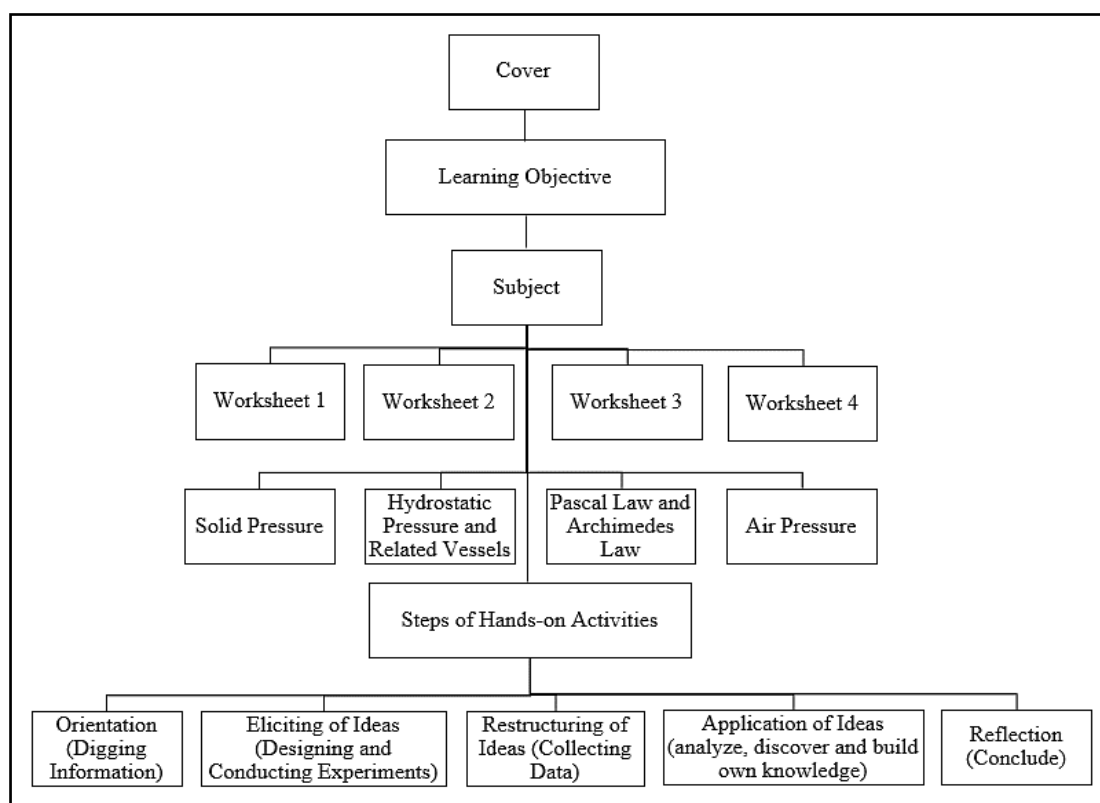 Cover
Learning Objective
Subject
Worksheet 1
Worksheet 2
Worksheet 3
Worksheet 4
Solid Pressure
Hydrostatic
Pressure and
Related Vessels
Pascal Law and
Archimedes
Law
Air Pressure
Steps of Hands-on Activities
Orientation
(Digging
Information)
Eliciting of Ideas
(Designing and
Conducting Experiments)
Restructuring of
Ideas (Collecting
Data)
Application of Ideas
(analyze, discover and build
own knowledge)
Reflection
(Conclude)